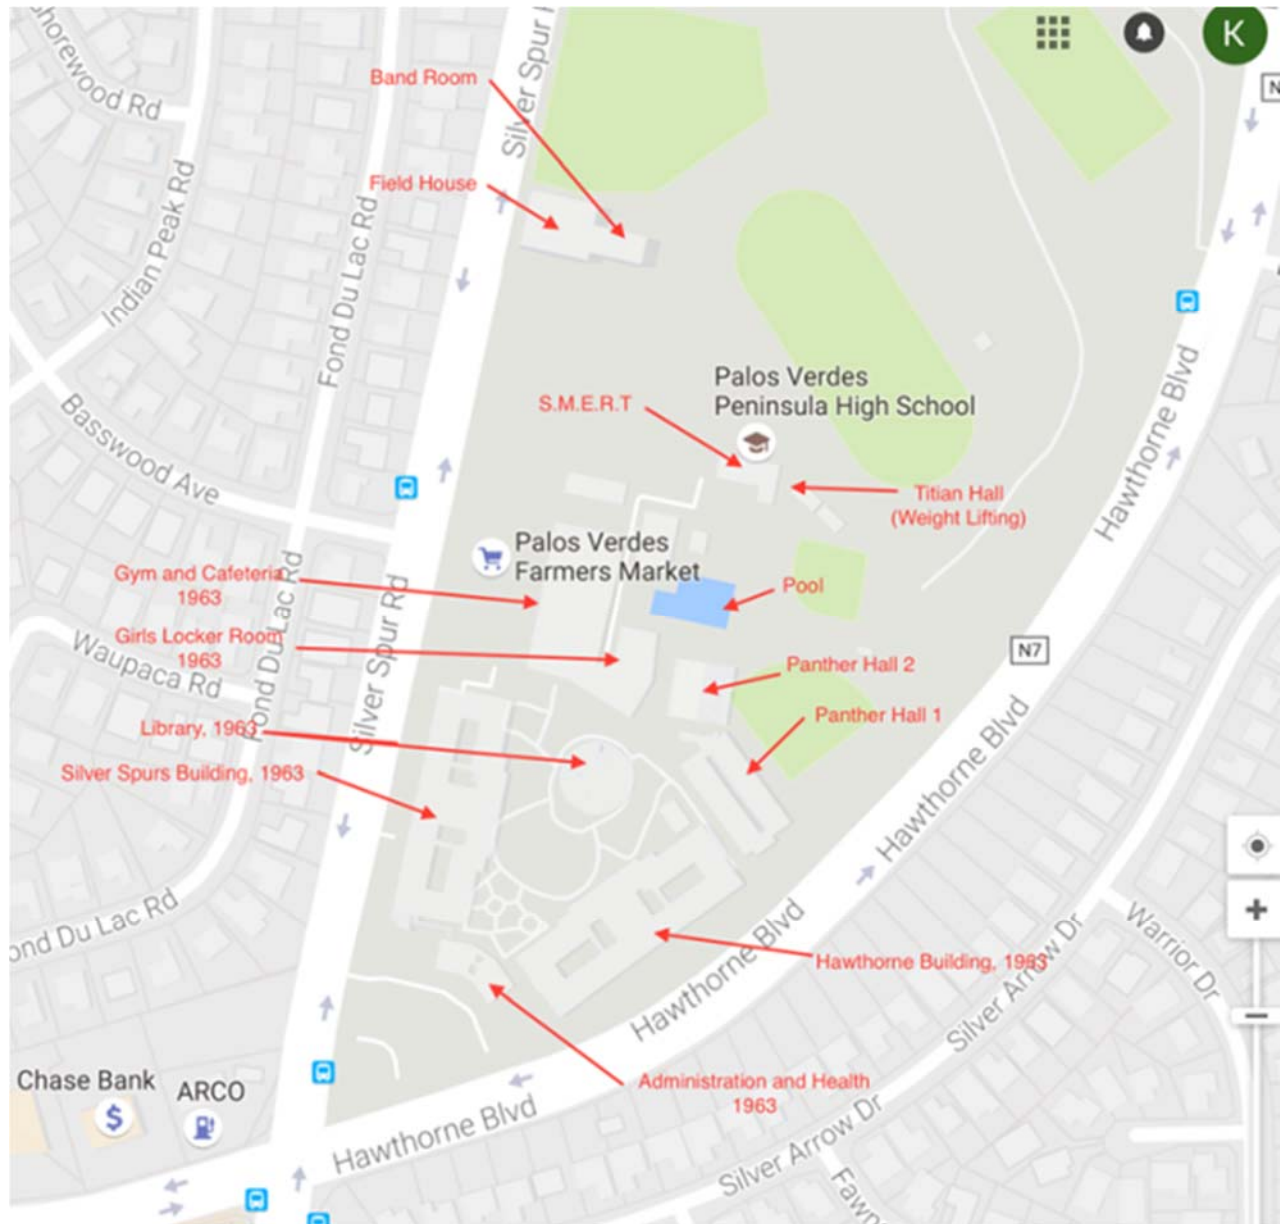 Shorewood Rd
Silver Spur
K
N
Band Room
Field House
Indian Peak Rd
Fond Du Lac Rd
Palos Verdes
Peninsula High School
S.M.E.R.T
Titian Hall
(Weight Lifting)
Hawthorne Blvd
Basswood Ave
Palos Verdes
Farmers Market
Gym and Cafeteria
1963
Pool
Girls Locker Room
1963
Fond Du Lac Rd
Silver Spur Rd
Waupaca Rd
N7
Panther Hall 2
Panther Hall 1
Library, 1963
Silver Spurs Building, 1963
Hawthorne Blvd
ond Du Lac Rd
Hawthorne Blvd
Hawthorne Building, 1963
Silver Arrow Dr
Warrior Dr
+
−
Chase Bank
$
ARCO
Administration and Health
1963
Hawthorne Blvd
Silver Arrow Dr
Fawn